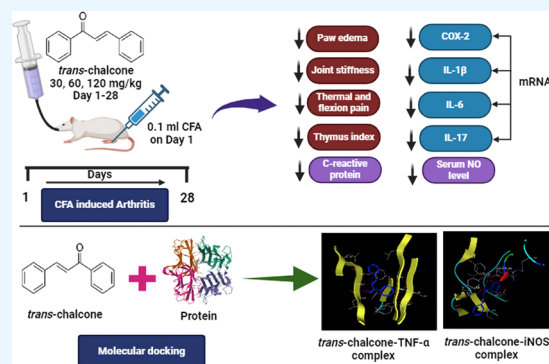 O
trans-chalcone
30, 60, 120 mg/kg
Day 1-28
0.1 ml CFA
on Day 1
Days
1
28
CFA induced Arthritis
Paw edema
Joint stiffness
Thermal and
flexion pain
Thymus index
C-reactive
protein
COX-2
IL-1β
IL-6
IL-17
Serum NO
level
mRNA
O
trans-chalcone
Protein
Molecular docking
trans-chalcone-TNF-α
complex
trans-chalcone-iNOS
complex